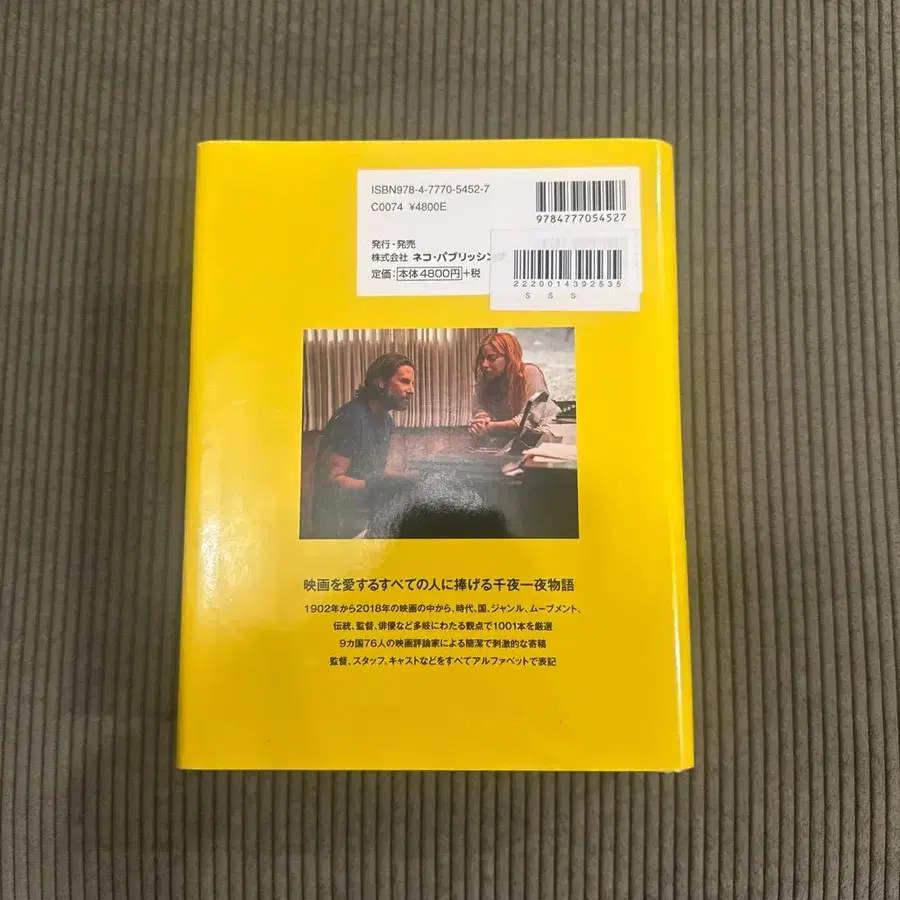 ISBN978-4-7770-5452-7
C0074 ¥4800E
9784777054527
発行・発売
株式会社 ネコ・パブリッシン
定価：本体4800円+税
2220014392535
S S S
映画を愛するすべての人に捧げる千夜一夜物語
1902年から2018年の映画の中から、時代、国、ジャンル、ムーブメント、
伝統、監督、俳優など多岐にわたる観点で1001本を厳選
9カ国76人の映画評論家による簡潔で刺激的な寄稿
監督、スタッフ、キャストなどをすべてアルファベットで表記